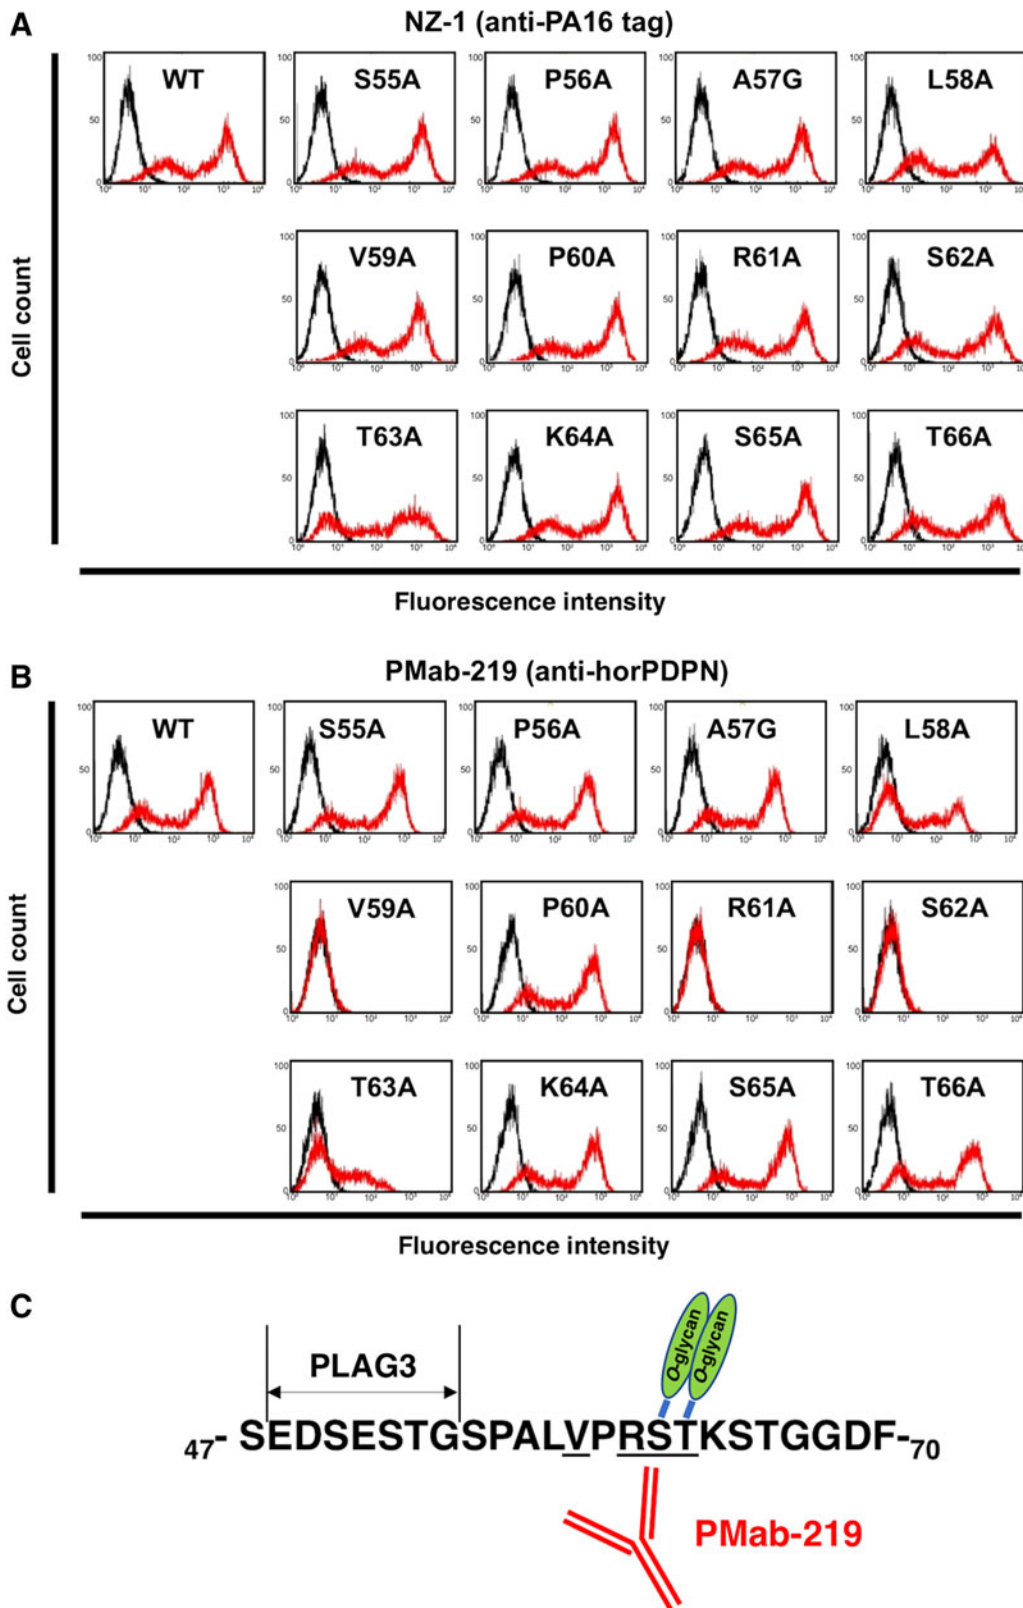 A
NZ-1 (anti-PA16 tag)
WT
S55A
P56A
A57G
L58A
V59A
P60A
R61A
S62A
T63A
K64A
S65A
T66A
Cell count
Fluorescence intensity
B
PMab-219 (anti-horPDPN)
WT
S55A
P56A
A57G
L58A
V59A
P60A
R61A
S62A
T63A
K64A
S65A
T66A
Cell count
Fluorescence intensity
C
PLAG3
O-glycan
O-glycan
47- SEDSESTGSPALVPRSTKSTGGDF-70
PMab-219